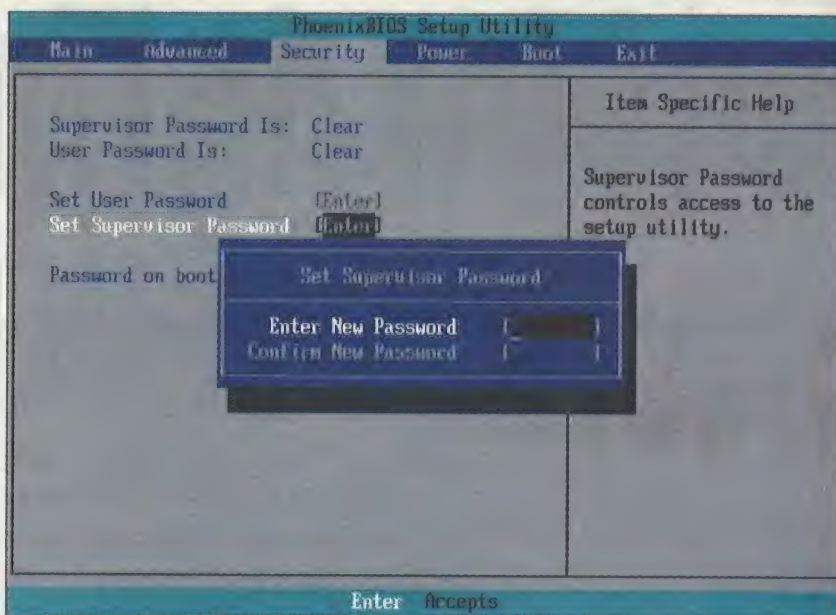 PhoenixBIOS Setup Utility
Main Advanced Security Power Boot Exit
Supervisor Password Is: Clear
User Password Is: Clear
Set User Password [Enter]
Set Supervisor Password [Enter]
Password on boot
Set Supervisor Password
Enter New Password [ ]
Confirm New Password [ ]
Item Specific Help
Supervisor Password
controls access to the
setup utility.
Enter Accepts